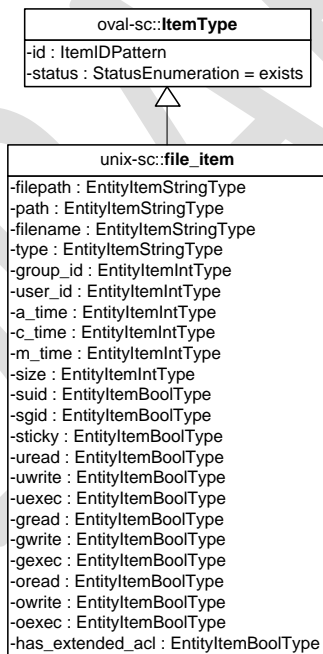 oval-sc::ItemType
-id : ItemIDPattern
-status : StatusEnumeration = exists
unix-sc::file_item
-filepath : EntityItemStringType
-path : EntityItemStringType
-filename : EntityItemStringType
-type : EntityItemStringType
-group_id : EntityItemIntType
-user_id : EntityItemIntType
-a_time : EntityItemIntType
-c_time : EntityItemIntType
-m_time : EntityItemIntType
-size : EntityItemIntType
-suid : EntityItemBoolType
-sgid : EntityItemBoolType
-sticky : EntityItemBoolType
-uread : EntityItemBoolType
-uwrite : EntityItemBoolType
-uexec : EntityItemBoolType
-gread : EntityItemBoolType
-gwrite : EntityItemBoolType
-gexec : EntityItemBoolType
-oread : EntityItemBoolType
-owrite : EntityItemBoolType
-oexec : EntityItemBoolType
-has_extended_acl : EntityItemBoolType